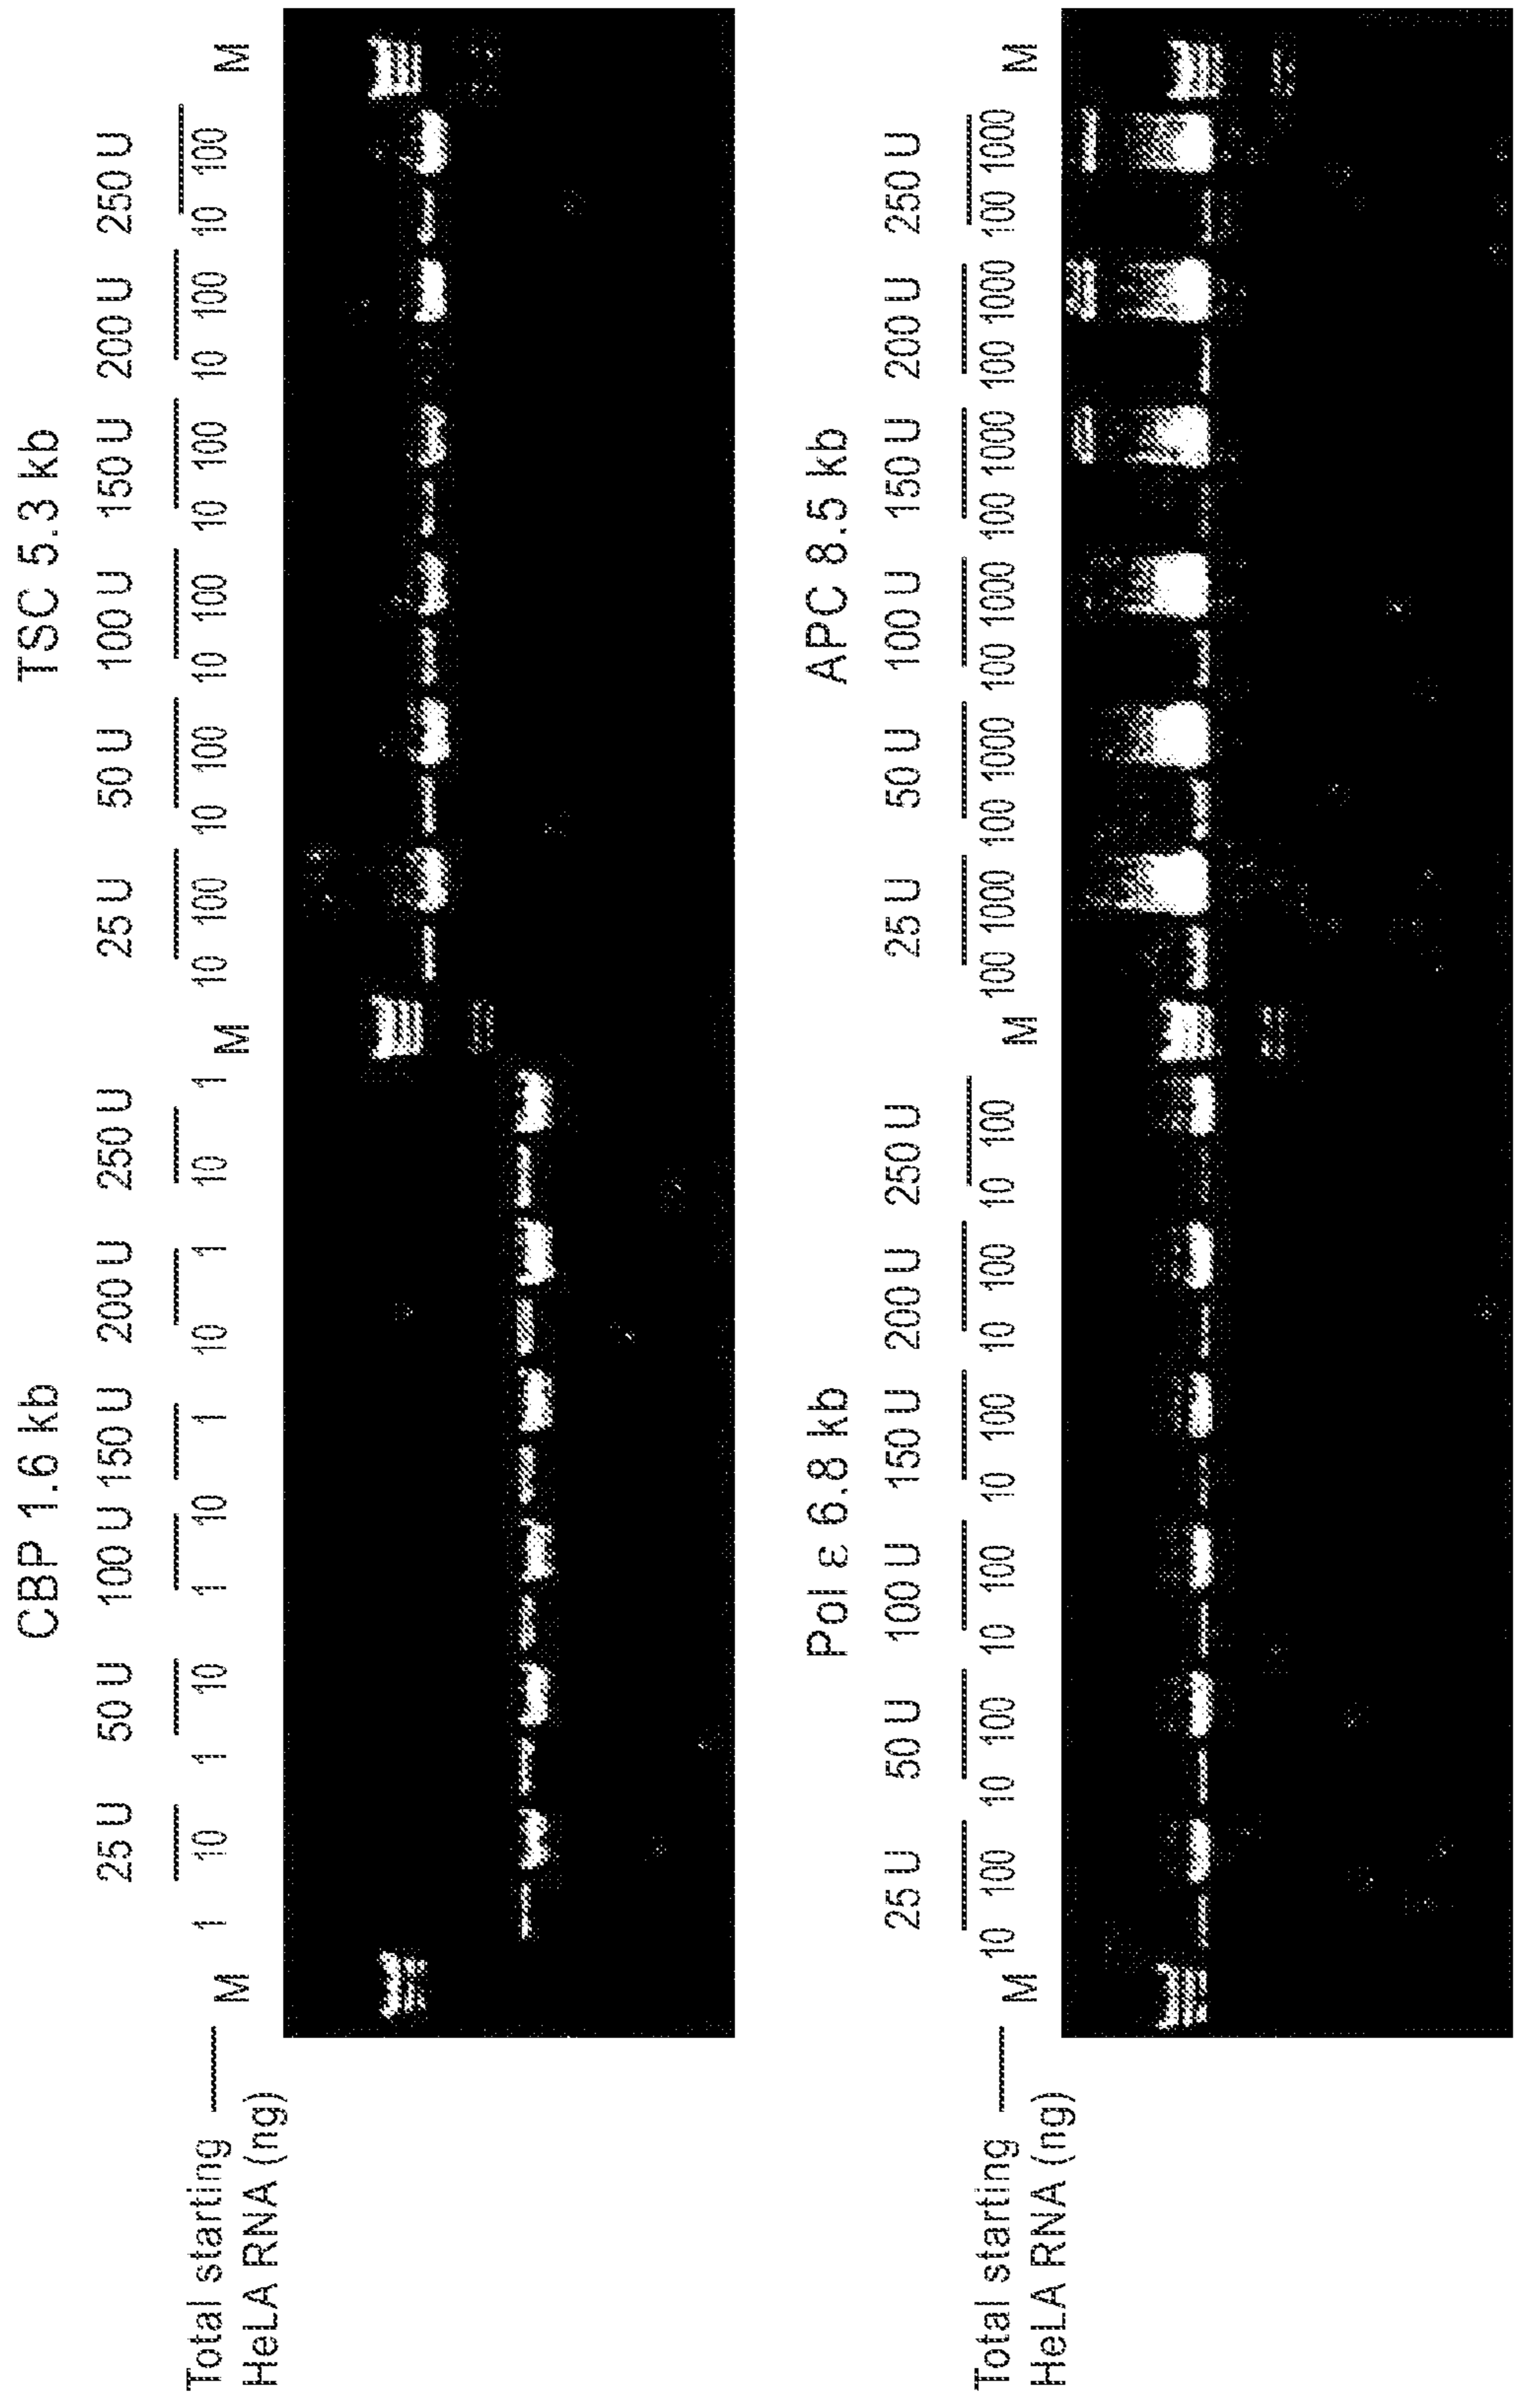 CBP 1.6 kb TSC 5.3 kb
25 U 50 U 100 U 150 U 200 U 250 U 25 U 50 U 100 U 150 U 200 U 250 U
Total starting M 1 10 1 10 1 10 1 10 1 10 1 M 10 100 10 100 10 100 10 100 10 100 10 100 M
HeLA RNA (ng)
Pol ε 6.8 kb APC 8.5 kb
25 U 50 U 100 U 150 U 200 U 250 U 25 U 50 U 100 U 150 U 200 U 250 U
Total starting M 10 100 10 100 10 100 10 100 10 100 10 100 M 100 1000 100 1000 100 1000 100 1000 100 1000 100 1000 M
HeLA RNA (ng)